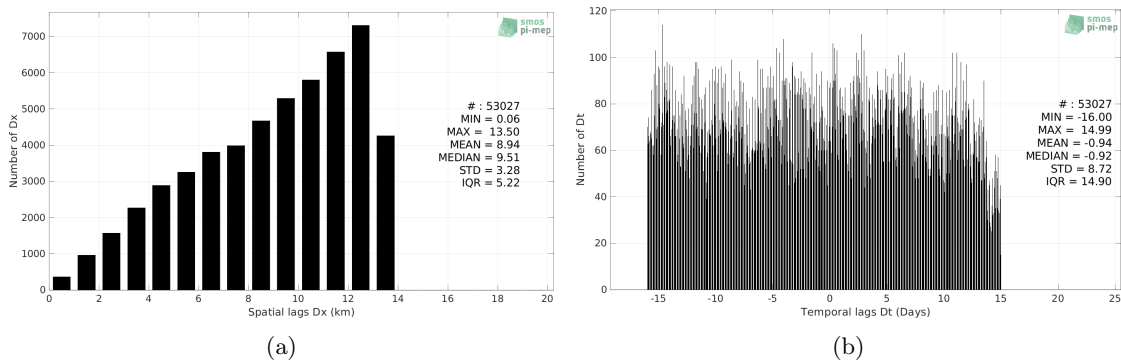 smos
pi-mep
7000
6000
5000
4000
3000
2000
1000
0
Number of Dx
# : 53027
MIN = 0.06
MAX = 13.50
MEAN = 8.94
MEDIAN = 9.51
STD = 3.28
IQR = 5.22
0 2 4 6 8 10 12 14 16 18 20
Spatial lags Dx (km)
(a)
smos
pi-mep
120
100
80
60
40
20
0
Number of Dt
# : 53027
MIN = -16.00
MAX = 14.99
MEAN = -0.94
MEDIAN = -0.92
STD = 8.72
IQR = 14.90
-15 -10 -5 0 5 10 15 20 25
Temporal lags Dt (Days)
(b)